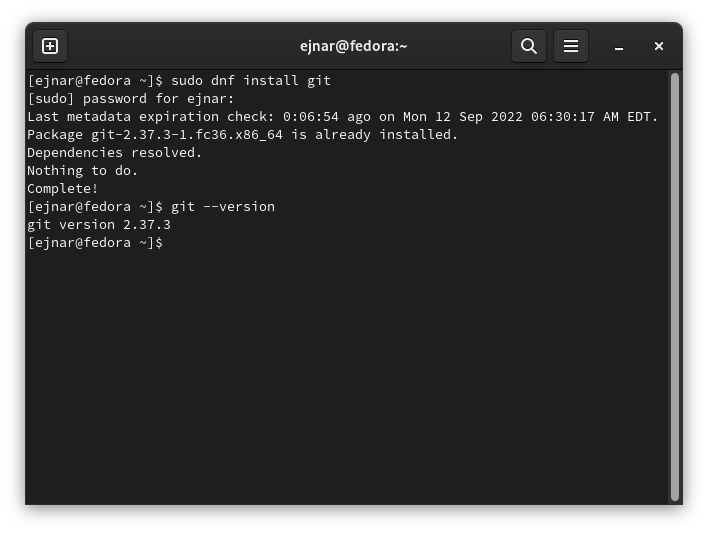 ejnar@fedora:~
[ejnar@fedora ~]$ sudo dnf install git
[sudo] password for ejnar:
Last metadata expiration check: 0:06:54 ago on Mon 12 Sep 2022 06:30:17 AM EDT.
Package git-2.37.3-1.fc36.x86_64 is already installed.
Dependencies resolved.
Nothing to do.
Complete!
[ejnar@fedora ~]$ git --version
git version 2.37.3
[ejnar@fedora ~]$